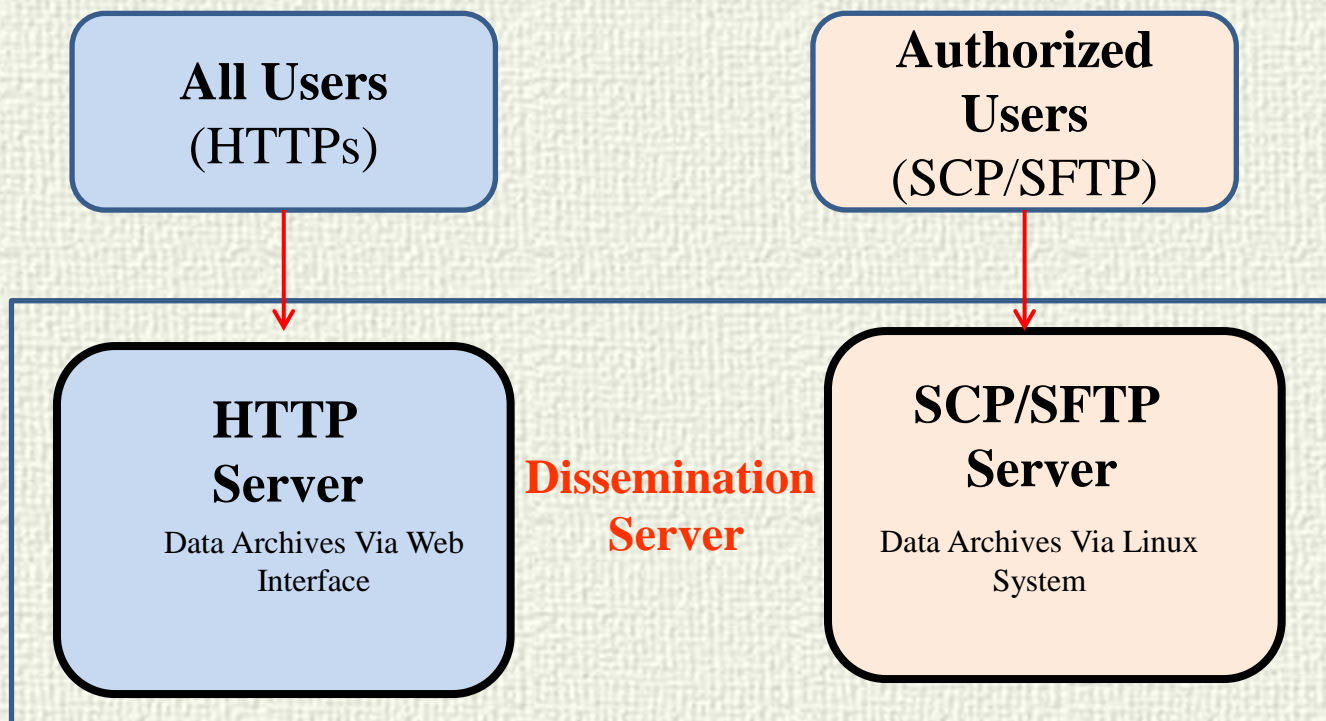 All Users
(HTTPs)
Authorized
Users
(SCP/SFTP)
HTTP
Server
Data Archives Via Web
Interface
Dissemination
Server
SCP/SFTP
Server
Data Archives Via Linux
System